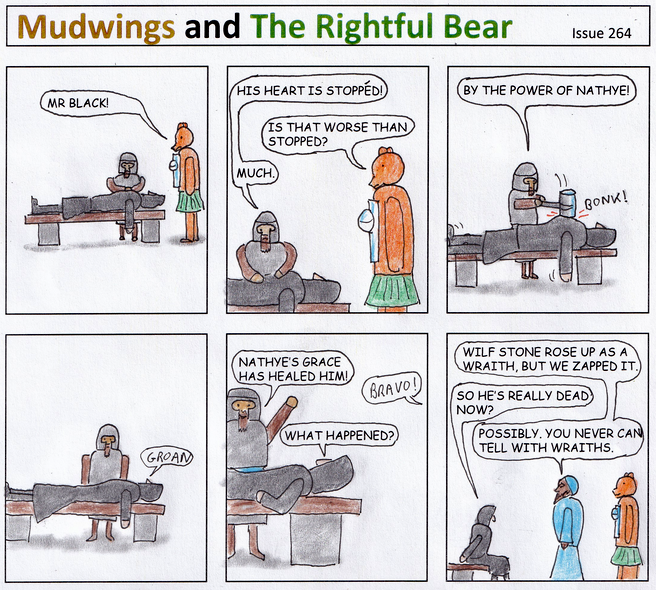 Mudwings and The Rightful Bear
Issue 264
MR BLACK!
HIS HEART IS STOPPÉD!
IS THAT WORSE THAN
STOPPED?
MUCH.
BY THE POWER OF NATHYE!
BONK!
GROAN
NATHYE'S GRACE
HAS HEALED HIM!
BRAVO!
WHAT HAPPENED?
WILF STONE ROSE UP AS A
WRAITH, BUT WE ZAPPED IT.
SO HE'S REALLY DEAD
NOW?
POSSIBLY. YOU NEVER CAN
TELL WITH WRAITHS.